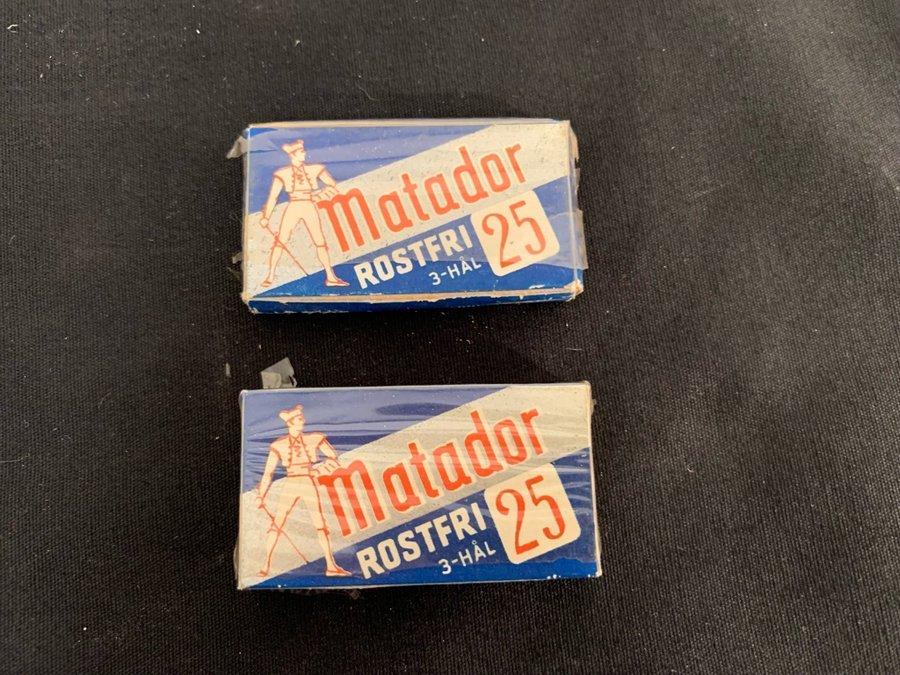 Matador
ROSTFRI 25
3-HÅL
Matador
ROSTFRI 25
3-HÅL